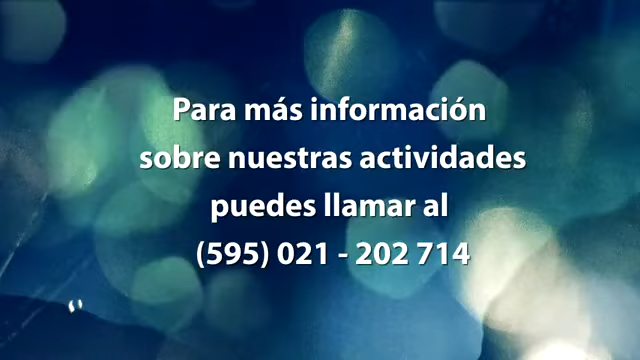 Para más información
sobre nuestras actividades
puedes llamar al
(595) 021 - 202 714